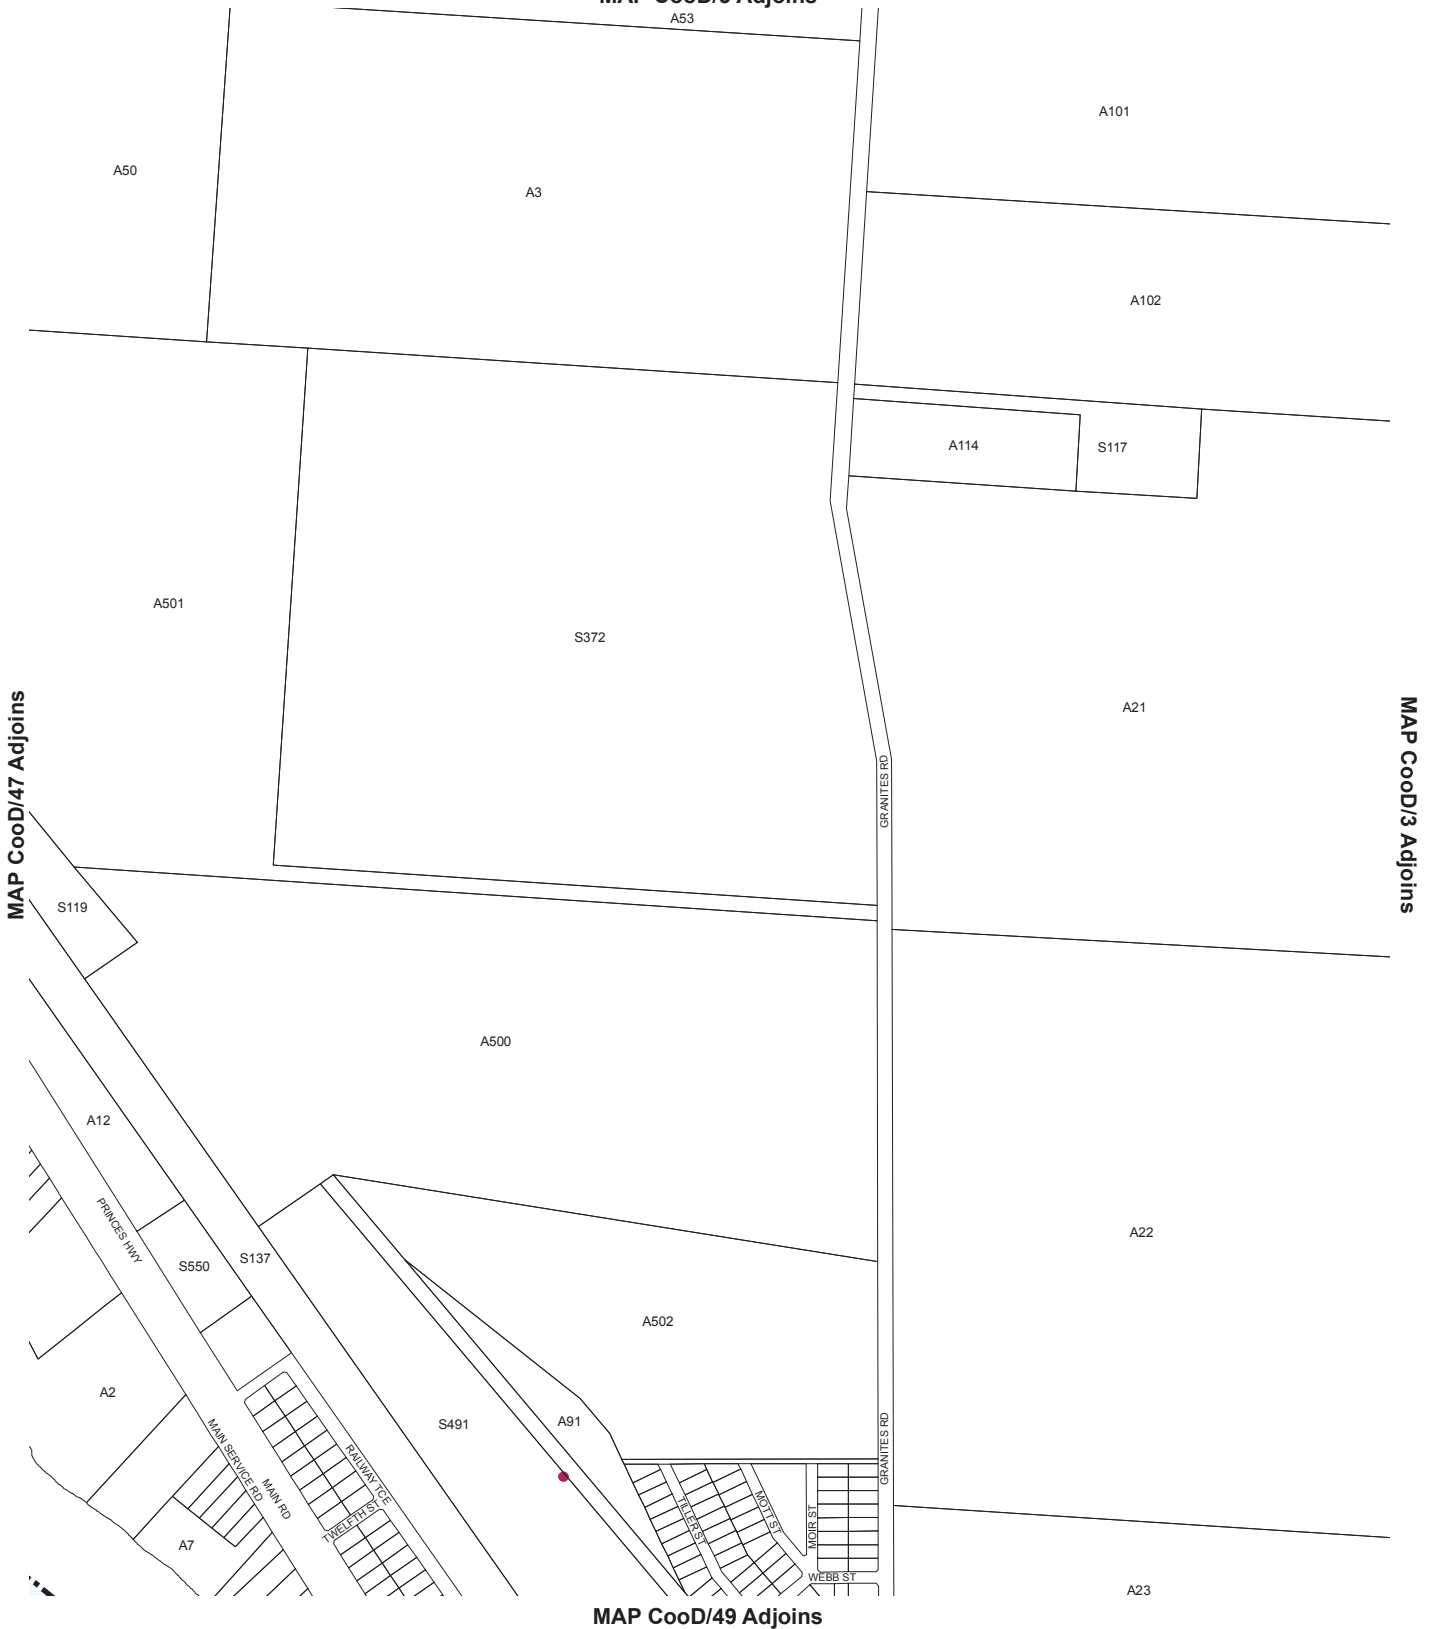 Adjoins
A53
A101
A50
A3
A102
A114
S117
A501
S372
A21
MAP CooD/47 Adjoins
MAP CooD/3 Adjoins
GRANITES RD
S119
A500
A12
PRINCES HWY
S550
S137
A22
A502
A2
S491
A91
MAIN SERVICE RD
MAIN RD
RAILWAY TCE
TWELFTH ST
GRANITES RD
TILLER ST
MOTT ST
MOIR ST
A7
WEBB ST
A23
MAP CooD/49 Adjoins